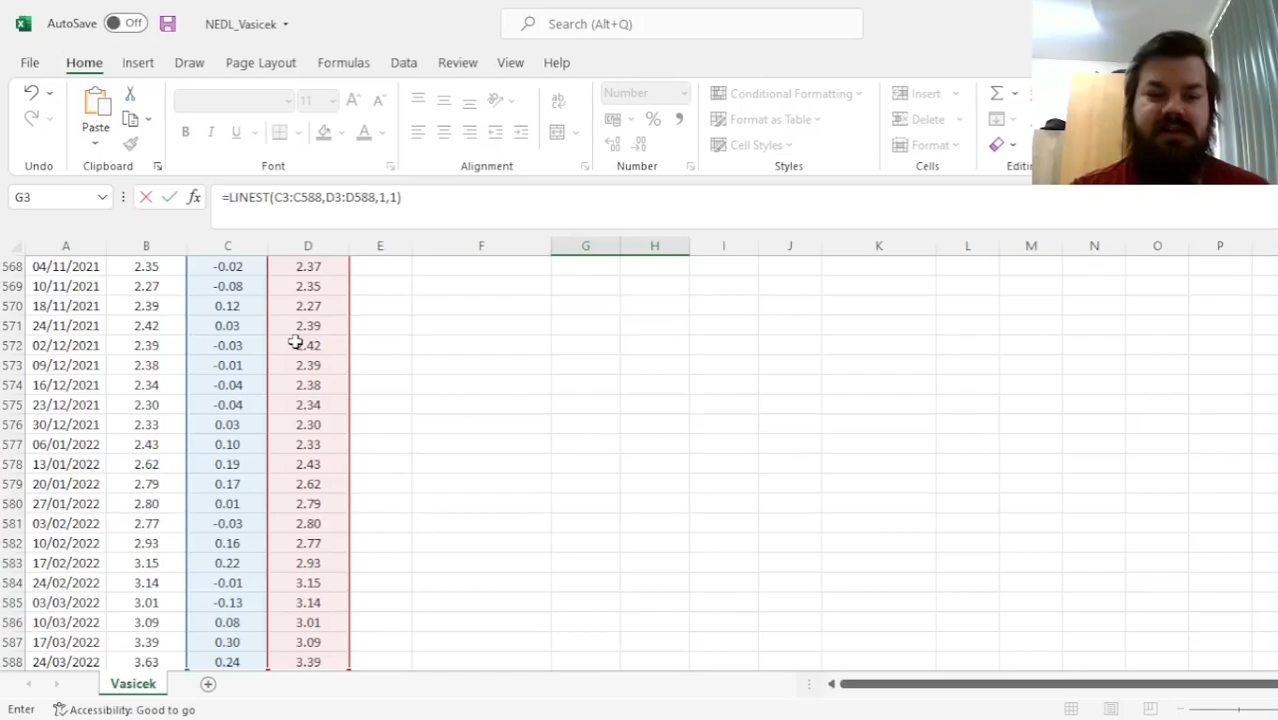 AutoSave Off NEDL_Vasicek Search (Alt+Q)
File Home Insert Draw Page Layout Formulas Data Review View Help
11 Number Conditional Formatting Insert
Paste B I U Format as Table Delete
Cell Styles Format
Undo Clipboard Font Alignment Number Styles Cells
G3 fx =LINEST(C3:C588,D3:D588,1,1)
A B C D E F G H I J K L M N O P
568 04/11/2021 2.35 -0.02 2.37
569 10/11/2021 2.27 -0.08 2.35
570 18/11/2021 2.39 0.12 2.27
571 24/11/2021 2.42 0.03 2.39
572 02/12/2021 2.39 -0.03 2.42
573 09/12/2021 2.38 -0.01 2.39
574 16/12/2021 2.34 -0.04 2.38
575 23/12/2021 2.30 -0.04 2.34
576 30/12/2021 2.33 0.03 2.30
577 06/01/2022 2.43 0.10 2.33
578 13/01/2022 2.62 0.19 2.43
579 20/01/2022 2.79 0.17 2.62
580 27/01/2022 2.80 0.01 2.79
581 03/02/2022 2.77 -0.03 2.80
582 10/02/2022 2.93 0.16 2.77
583 17/02/2022 3.15 0.22 2.93
584 24/02/2022 3.14 -0.01 3.15
585 03/03/2022 3.01 -0.13 3.14
586 10/03/2022 3.09 0.08 3.01
587 17/03/2022 3.39 0.30 3.09
588 24/03/2022 3.63 0.24 3.39
Vasicek
Enter Accessibility: Good to go